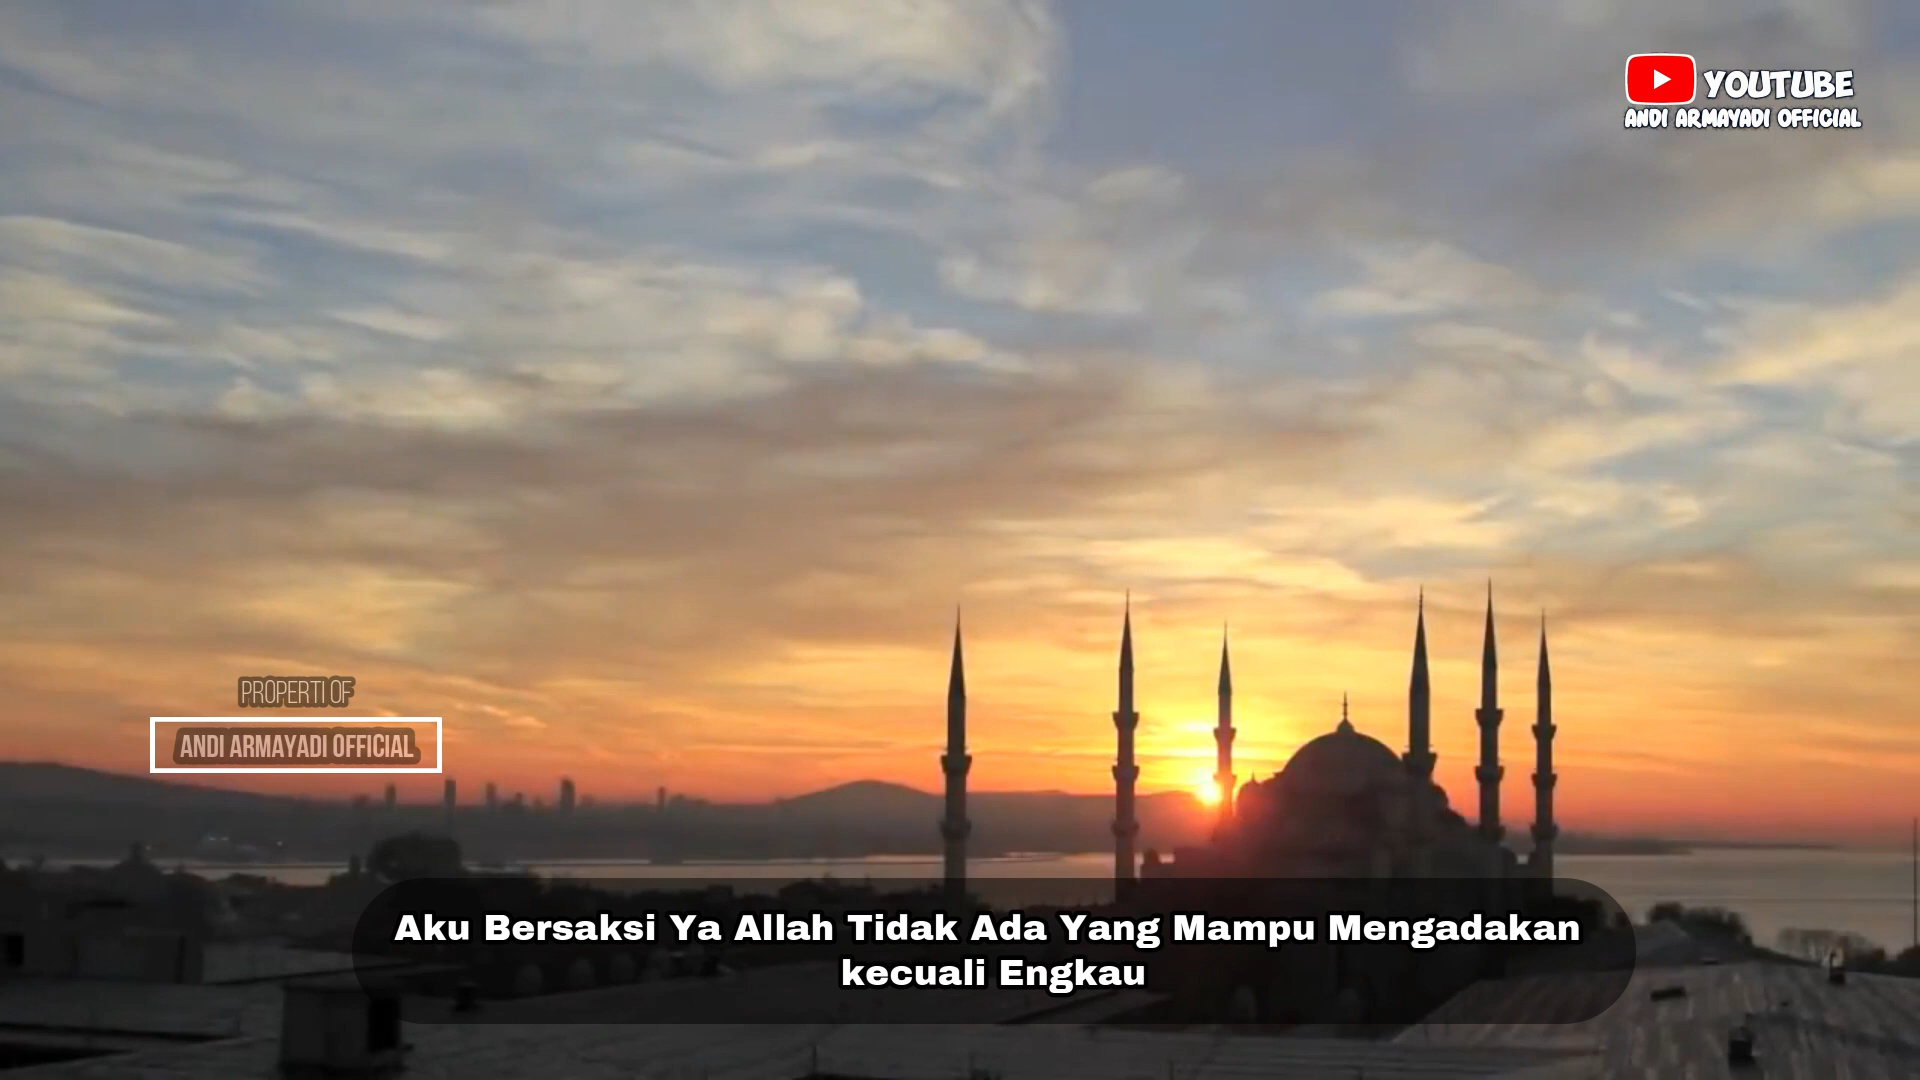 YOUTUBE
ANDI ARMAYADI OFFICIAL
PROPERTI OF
ANDI ARMAYADI OFFICIAL
Aku Bersaksi Ya Allah Tidak Ada Yang Mampu Mengadakan
kecuali Engkau